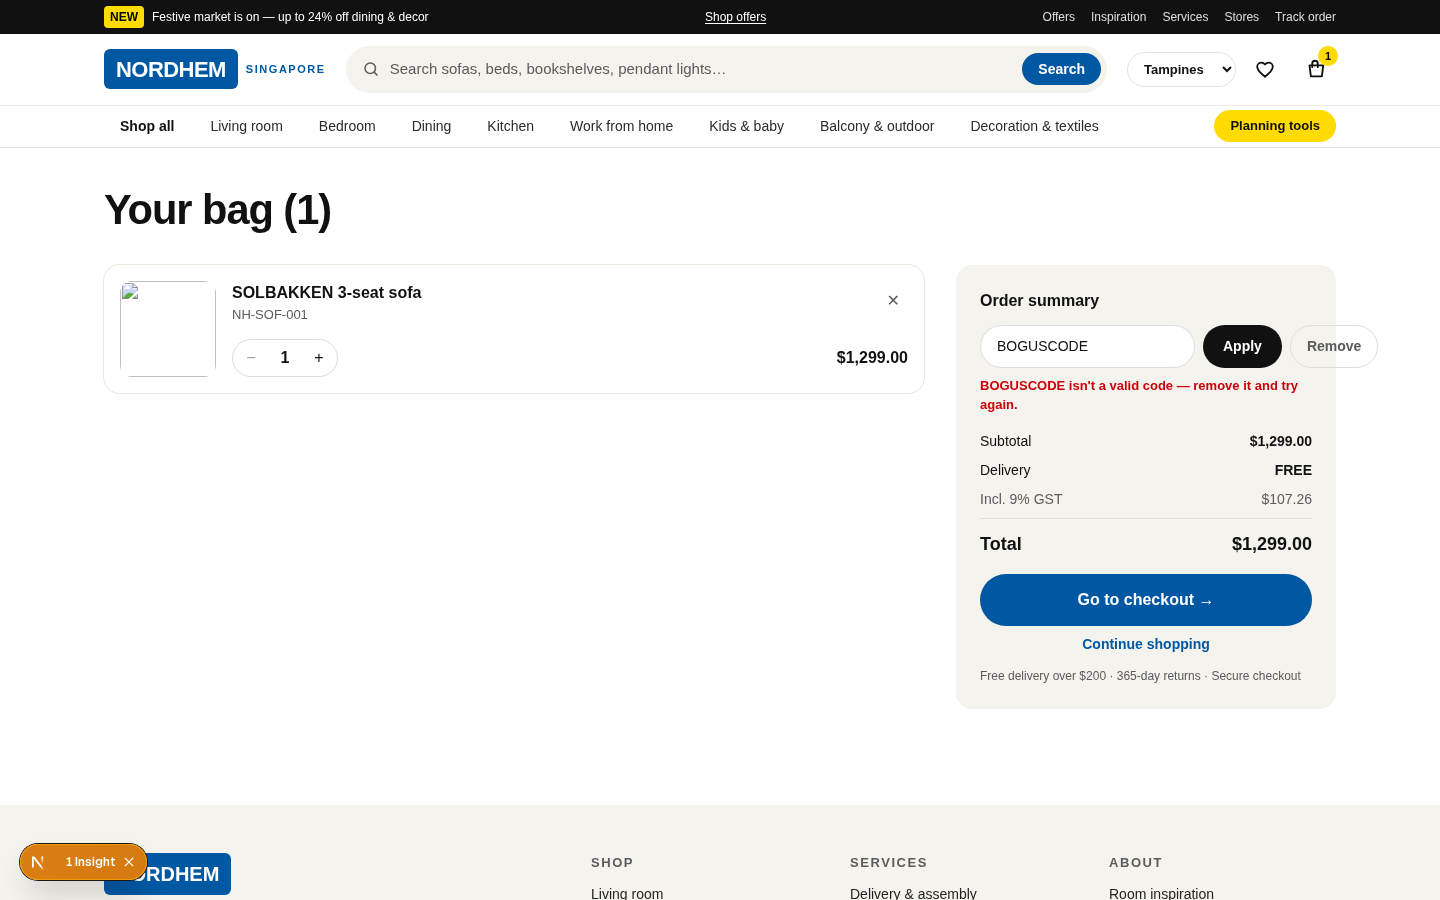 NEW Festive market is on — up to 24% off dining & decor Shop offers Offers Inspiration Services Stores Track order
NORDHEM SINGAPORE Search sofas, beds, bookshelves, pendant lights… Search Tampines 1
Shop all Living room Bedroom Dining Kitchen Work from home Kids & baby Balcony & outdoor Decoration & textiles Planning tools
Your bag (1)
SOLBAKKEN 3-seat sofa ×
NH-SOF-001
− 1 + $1,299.00
Order summary
BOGUSCODE Apply Remove
BOGUSCODE isn't a valid code — remove it and try
again.
Subtotal $1,299.00
Delivery FREE
Incl. 9% GST $107.26
Total $1,299.00
Go to checkout →
Continue shopping
Free delivery over $200 · 365-day returns · Secure checkout
1 Insight
RDHEM
SHOP SERVICES ABOUT
Living room Delivery & assembly Room inspiration